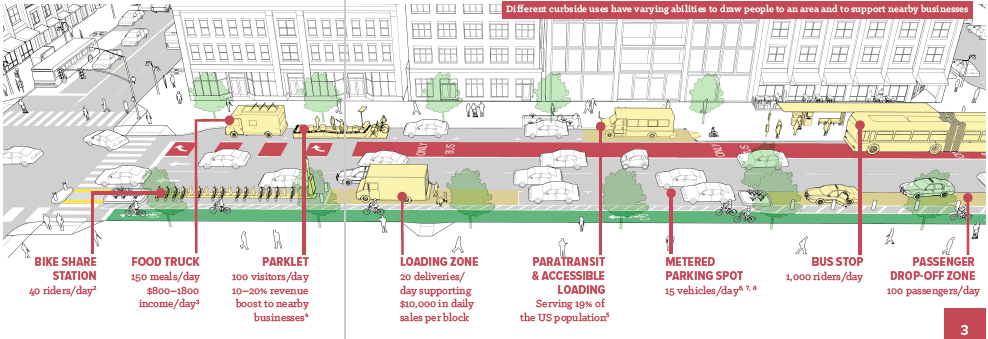 Different curbside uses have varying abilities to draw people to an area and to support nearby businesses
ONLY
BUS
ONLY
BUS
BIKE SHARE
STATION
40 riders/day²
FOOD TRUCK
150 meals/day
$800–1800
income/day³
PARKLET
100 visitors/day
10–20% revenue
boost to nearby
businesses⁴
LOADING ZONE
20 deliveries/
day supporting
$10,000 in daily
sales per block
PARATRANSIT
& ACCESSIBLE
LOADING
Serving 19% of
the US population⁵
METERED
PARKING SPOT
15 vehicles/day⁶, ⁷, ⁸
BUS STOP
1,000 riders/day
PASSENGER
DROP-OFF ZONE
100 passengers/day
3